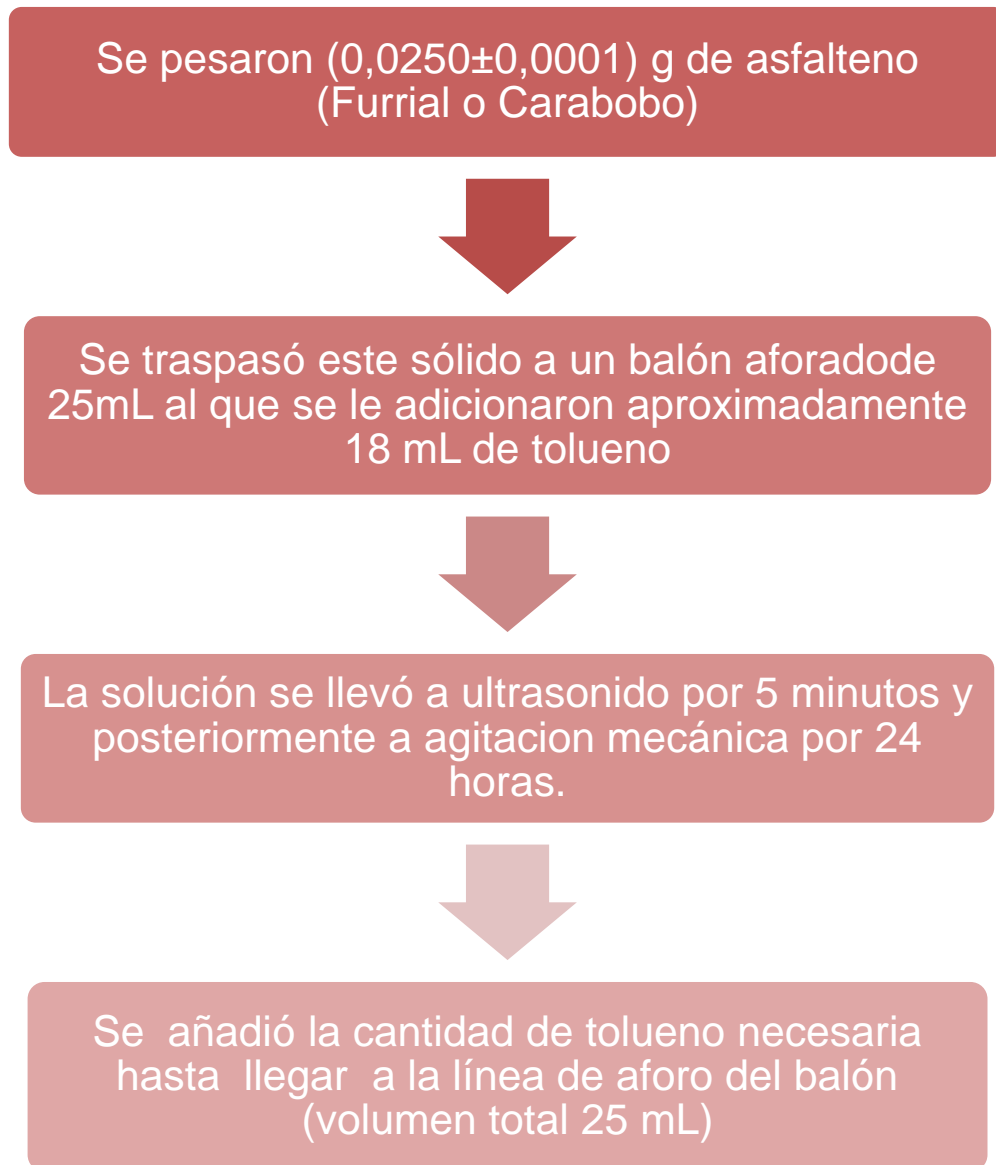 Se pesaron (0,0250±0,0001) g de asfalteno
(Furrial o Carabobo)
Se traspasó este sólido a un balón aforadode
25mL al que se le adicionaron aproximadamente
18 mL de tolueno
La solución se llevó a ultrasonido por 5 minutos y
posteriormente a agitacion mecánica por 24
horas.
Se añadió la cantidad de tolueno necesaria
hasta llegar a la línea de aforo del balón
(volumen total 25 mL)